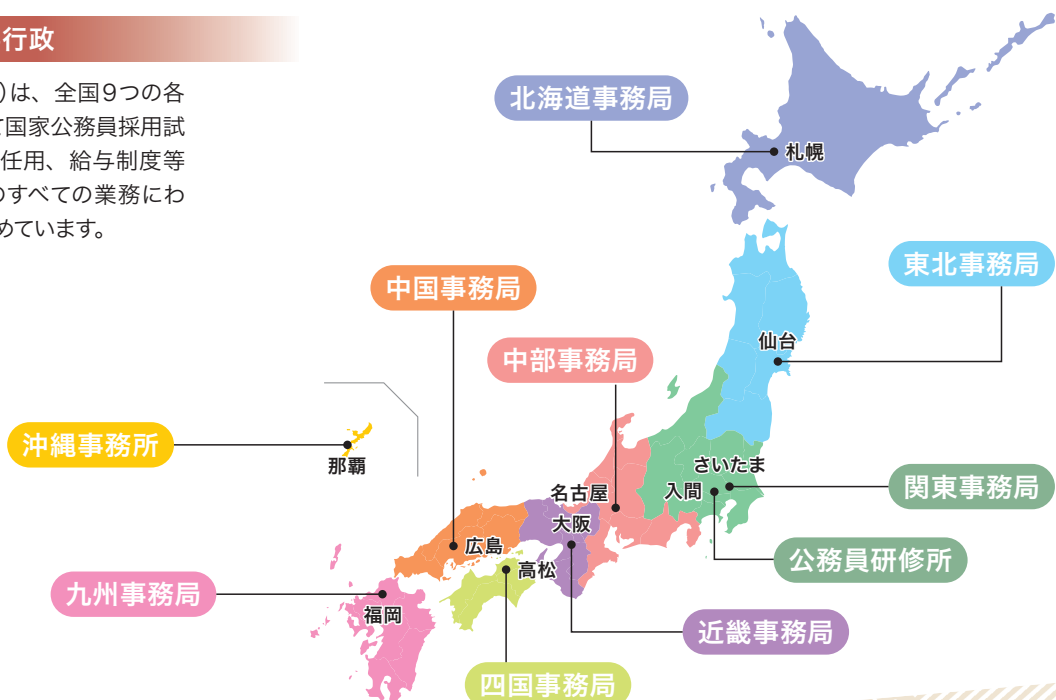 行政
)は、全国9つの各
て国家公務員採用試
任用、給与制度等
のすべての業務にわ
めています。
北海道事務局
札幌
東北事務局
仙台
中国事務局
中部事務局
沖縄事務所
那覇
さいたま
入間
関東事務局
名古屋
大阪
広島
高松
公務員研修所
九州事務局
福岡
近畿事務局
四国事務局